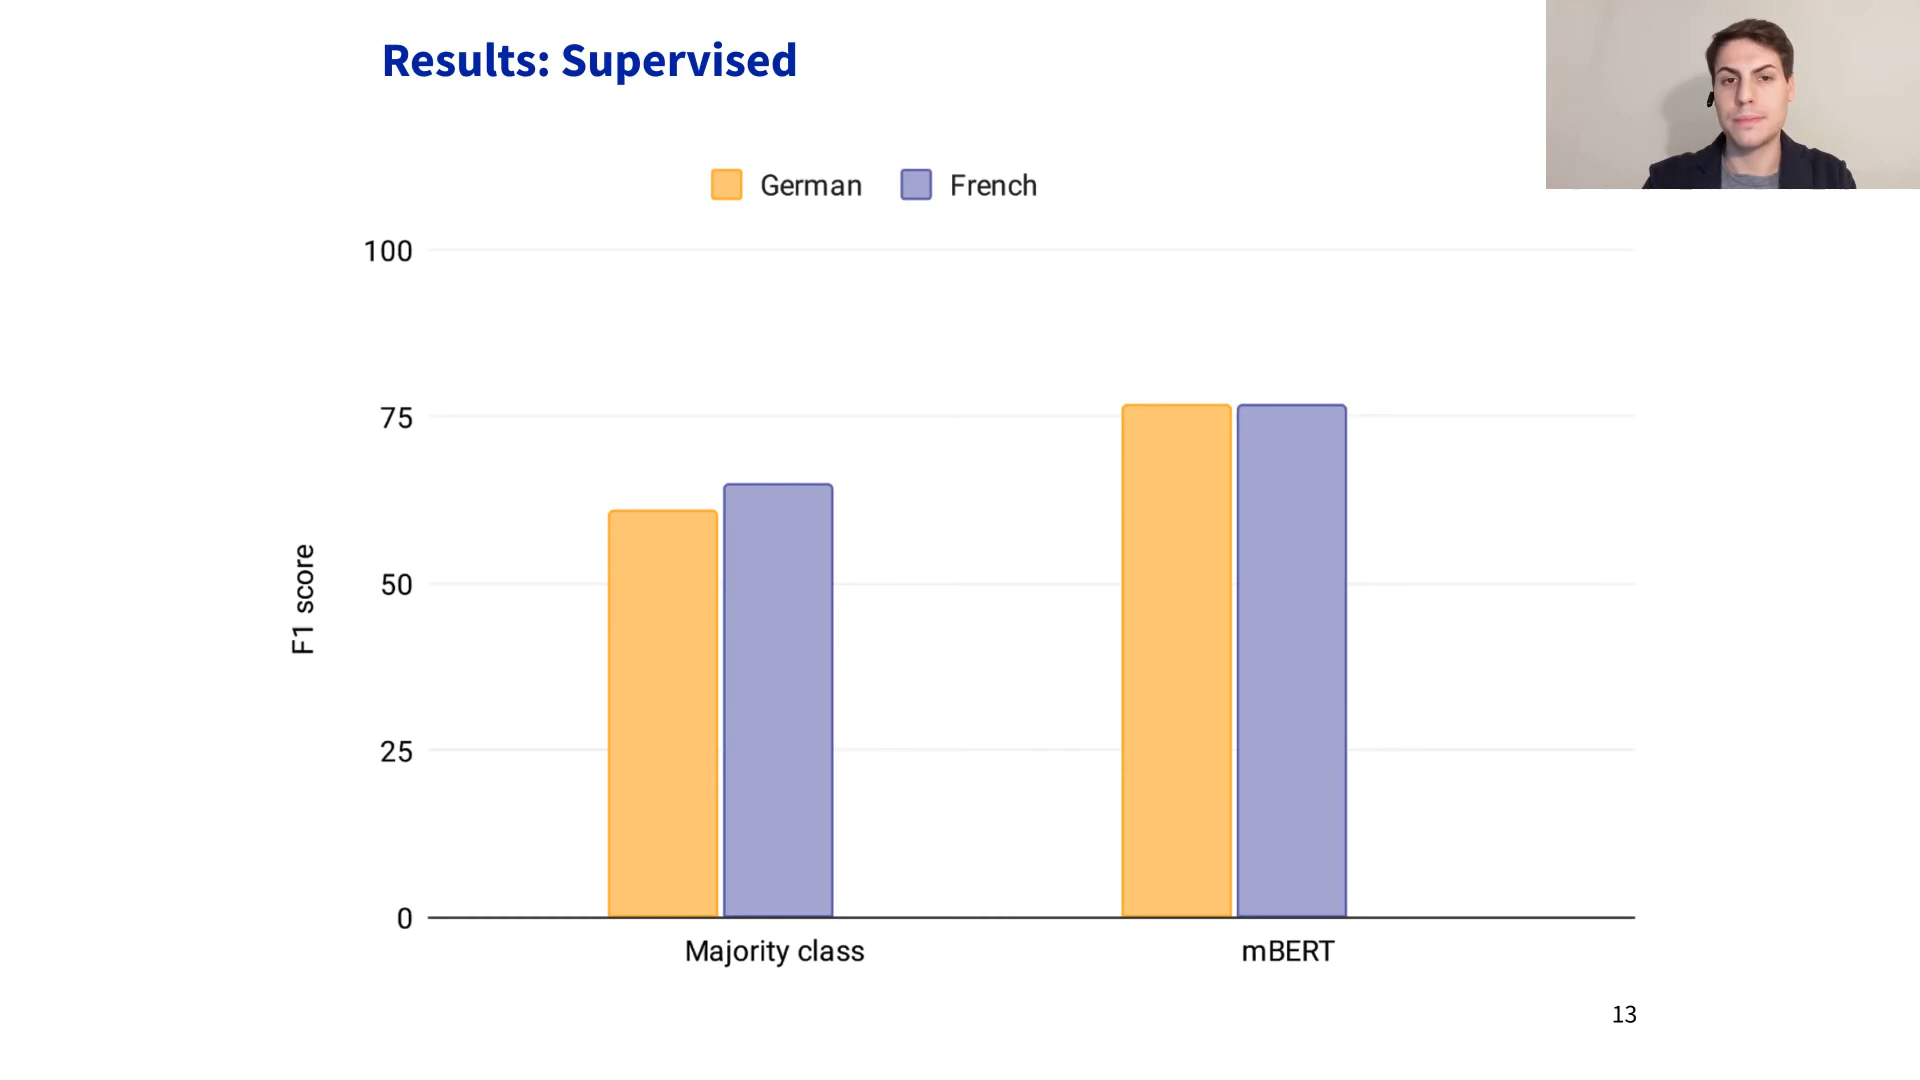 Results: Supervised
German French
100
75
50
25
0
F1 score
Majority class mBERT
13